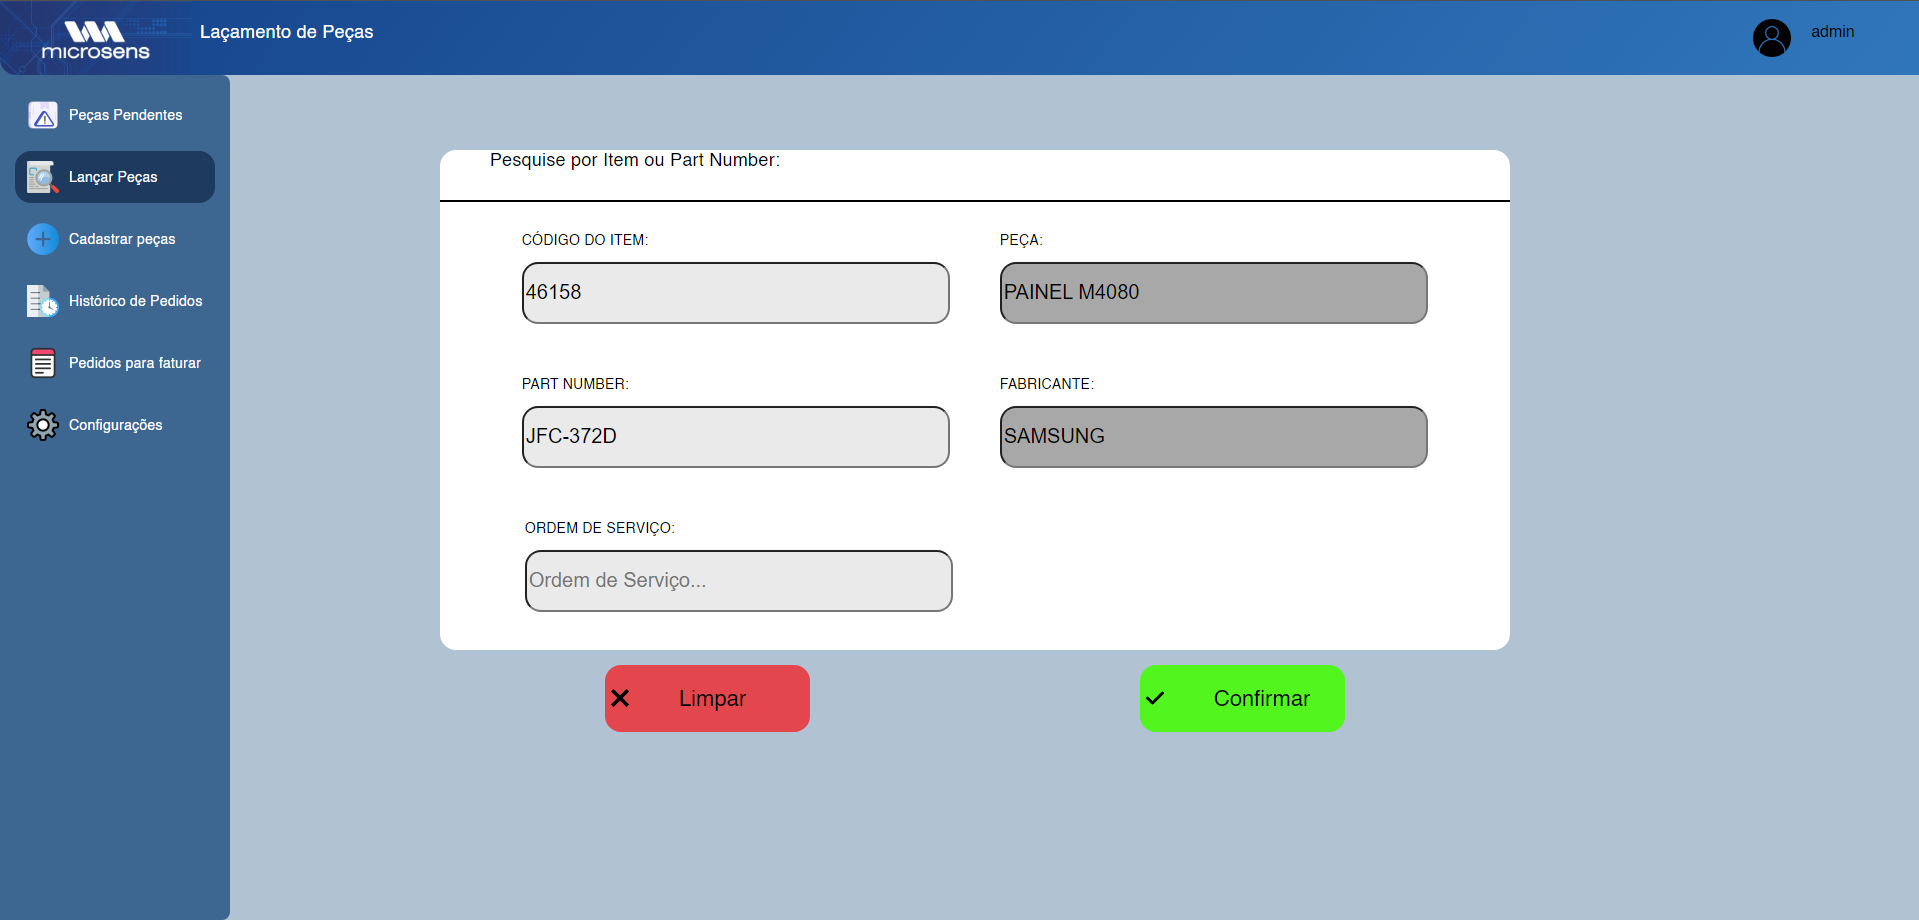 microsens
Laçamento de Peças
admin
Peças Pendentes
Lançar Peças
Cadastrar peças
Histórico de Pedidos
Pedidos para faturar
Configurações
Pesquise por Item ou Part Number:
CÓDIGO DO ITEM:
46158
PEÇA:
PAINEL M4080
PART NUMBER:
JFC-372D
FABRICANTE:
SAMSUNG
ORDEM DE SERVIÇO:
Ordem de Serviço...
Limpar
Confirmar